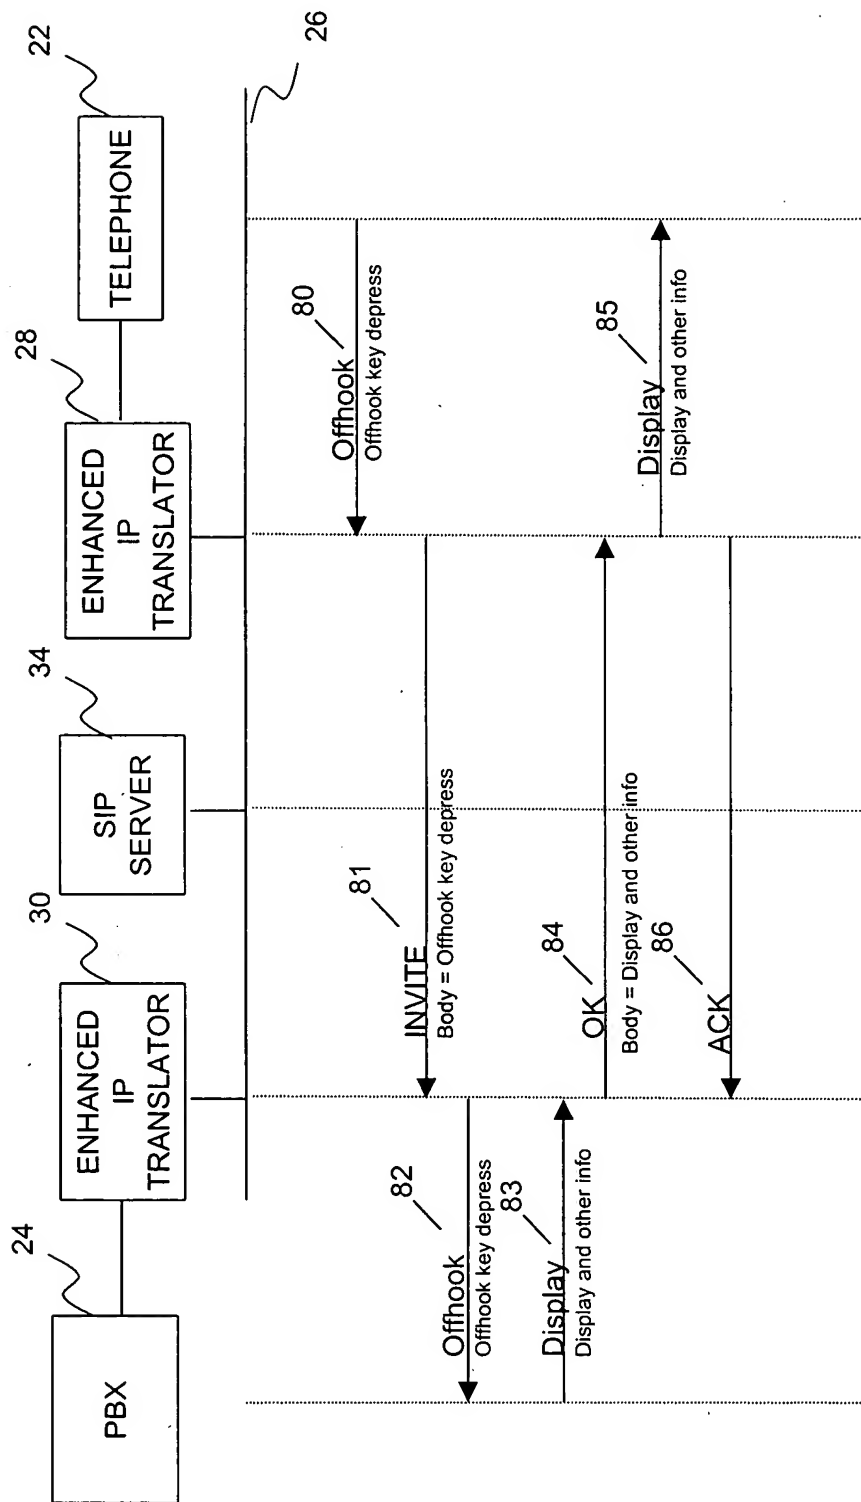 24
30
34
28
22
PBX
ENHANCED
IP
TRANSLATOR
SIP
SERVER
ENHANCED
IP
TRANSLATOR
TELEPHONE
26
80
Offhook
Offhook key depress
81
INVITE
Body = Offhook key depress
82
Offhook
Offhook key depress
83
Display
Display and other info
84
OK
Body = Display and other info
85
Display
Display and other info
86
ACK